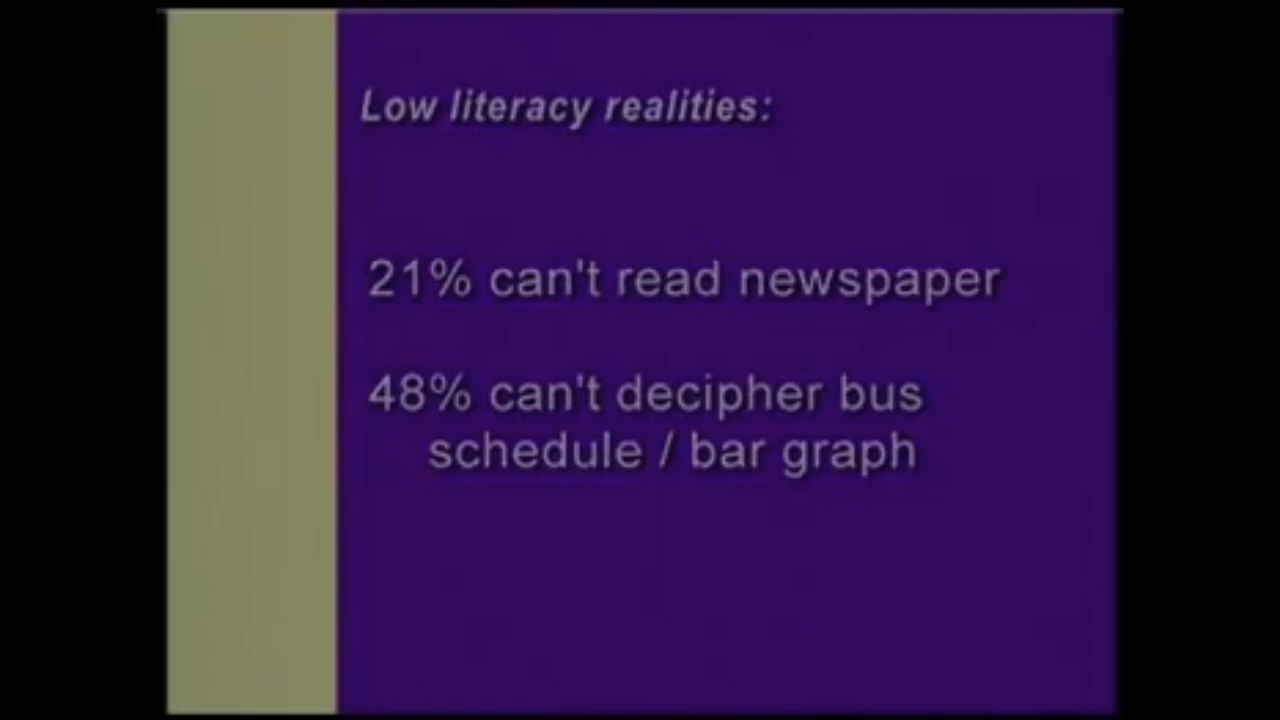 Low literacy realities:
21% can't read newspaper
48% can't decipher bus
schedule / bar graph